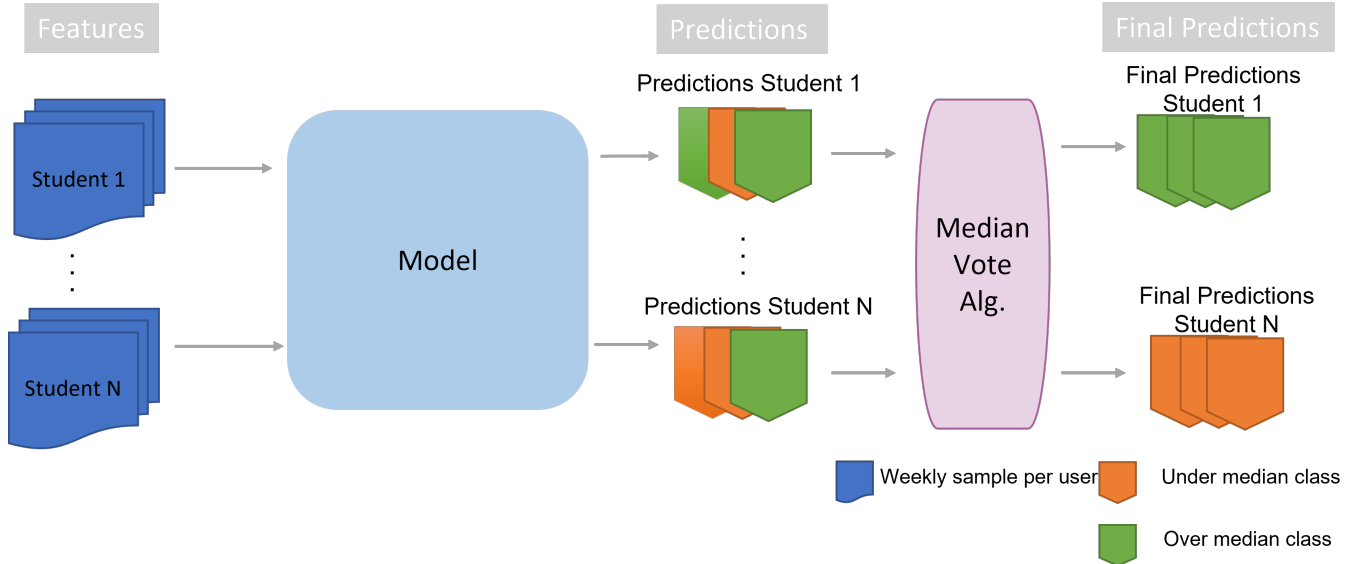 Features
Predictions
Final Predictions
Predictions Student 1
Final Predictions
Student 1
Student 1
Model
Median
Vote
Alg.
Predictions Student N
Final Predictions
Student N
Student N
Weekly sample per user
Under median class
Over median class